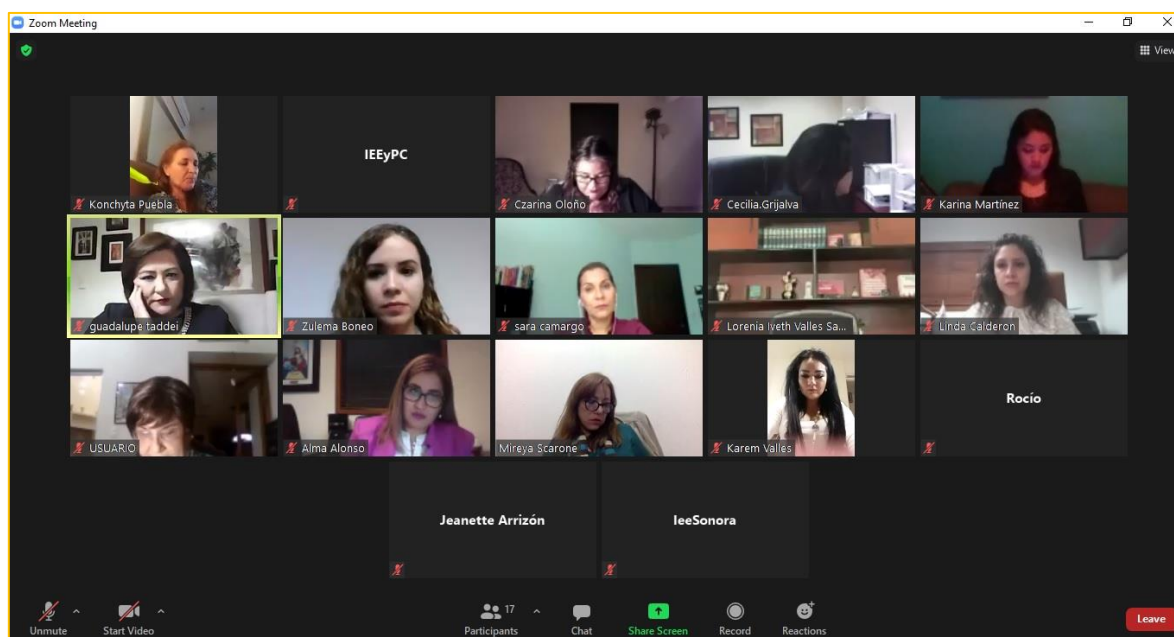 Zoom Meeting
View
Konchyta Puebla
IEEyPC
Czarina Oloño
Cecilia.Grijalva
Karina Martínez
guadalupe taddei
Zulema Boneo
sara camargo
Lorenia Iveth Valles Sa...
Linda Calderon
USUARIO
Alma Alonso
Mireya Scarone
Karem Valles
Rocío
Jeanette Arrizón
IeeSonora
Unmute
Start Video
17
Participants
Chat
Share Screen
Record
Reactions
Leave